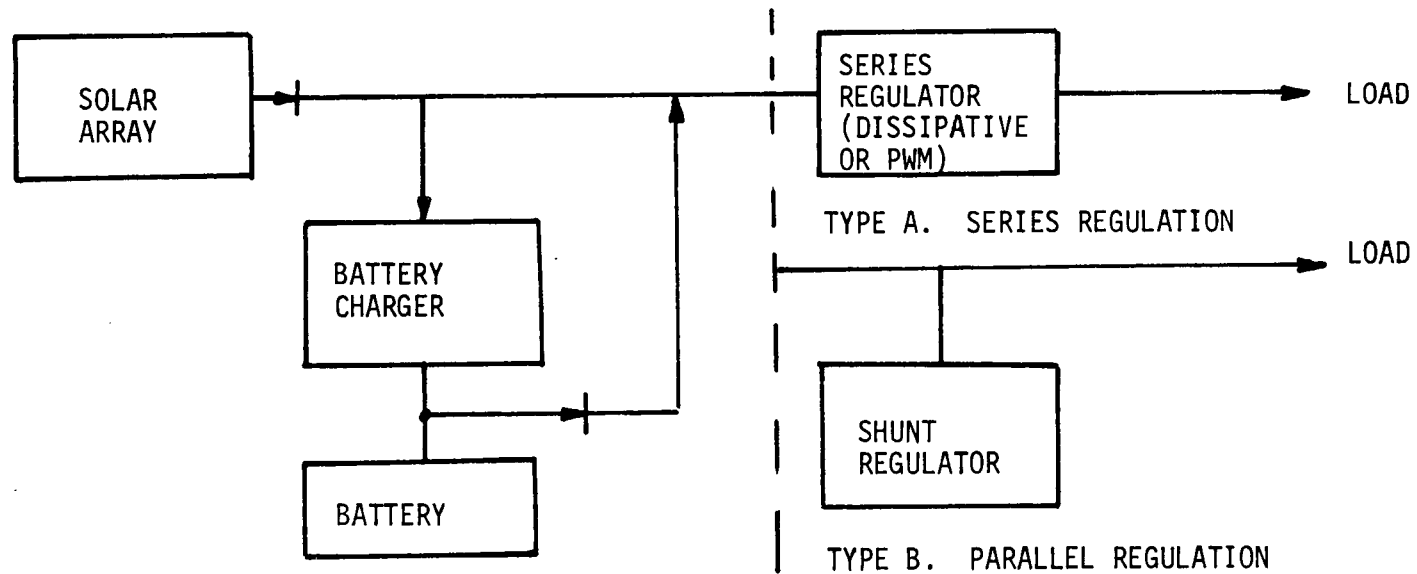 SOLAR
ARRAY
SERIES
REGULATOR
(DISSIPATIVE
OR PWM)
LOAD
TYPE A. SERIES REGULATION
BATTERY
CHARGER
LOAD
SHUNT
REGULATOR
BATTERY
TYPE B. PARALLEL REGULATION